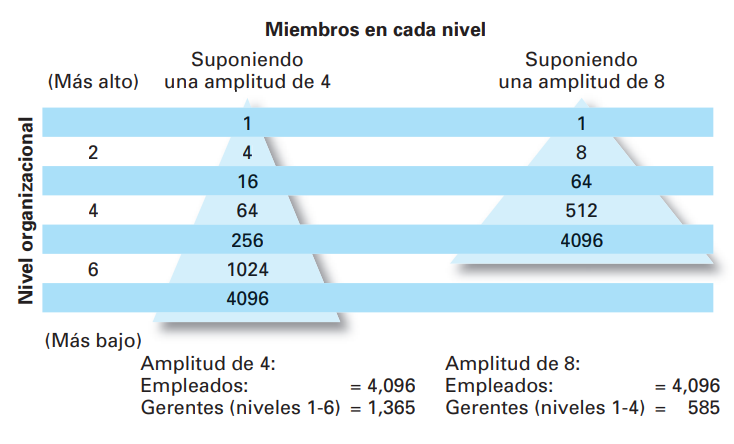 Miembros en cada nivel
Suponiendo
una amplitud de 4
Suponiendo
una amplitud de 8
(Más alto)
Nivel organizacional
1 1
2 4 8
16 64
4 64 512
256 4096
6 1024
4096
(Más bajo)
Amplitud de 4:
Empleados: = 4,096
Gerentes (niveles 1-6) = 1,365
Amplitud de 8:
Empleados: = 4,096
Gerentes (niveles 1-4) = 585